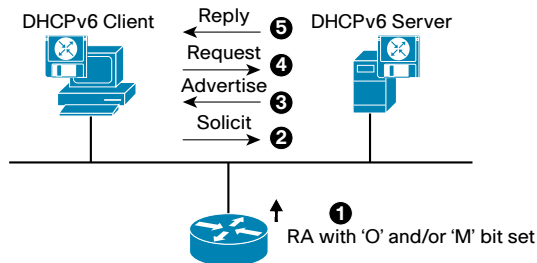 DHCPv6 Client
Reply
DHCPv6 Server
5
Request
4
Advertise
3
Solicit
2
1
RA with ‘O’ and/or ‘M’ bit set